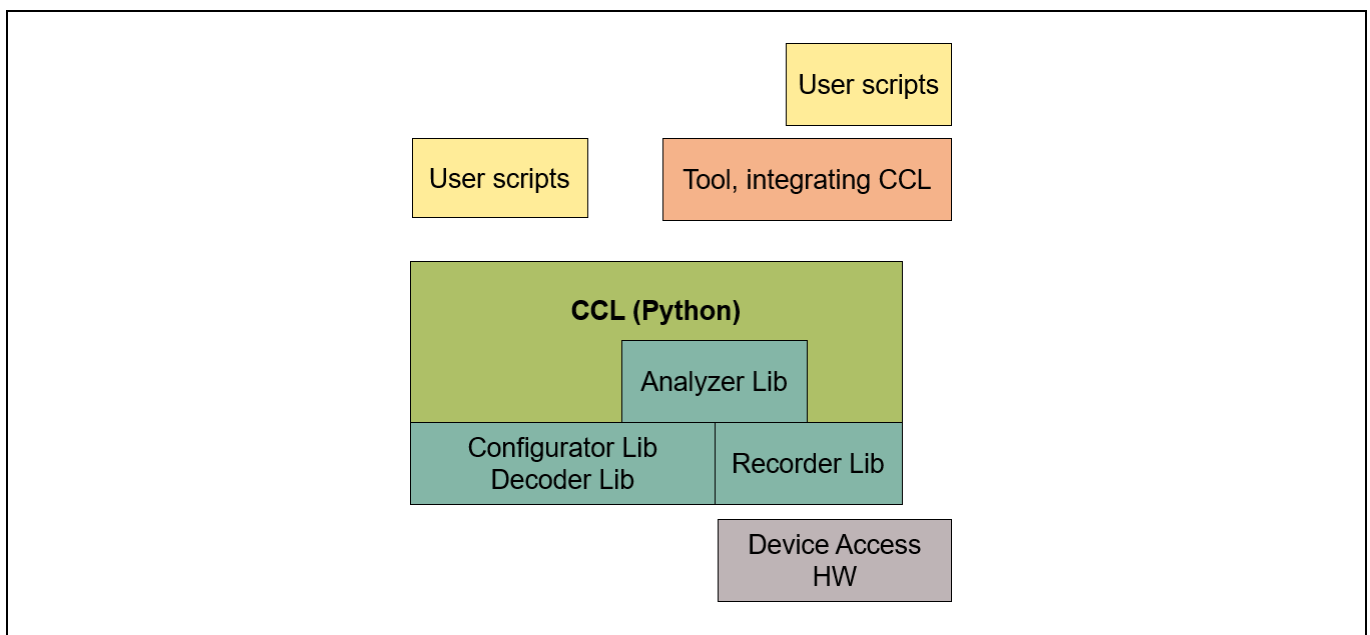 User scripts
User scripts
Tool, integrating CCL
CCL (Python)
Analyzer Lib
Configurator Lib
Decoder Lib
Recorder Lib
Device Access
HW